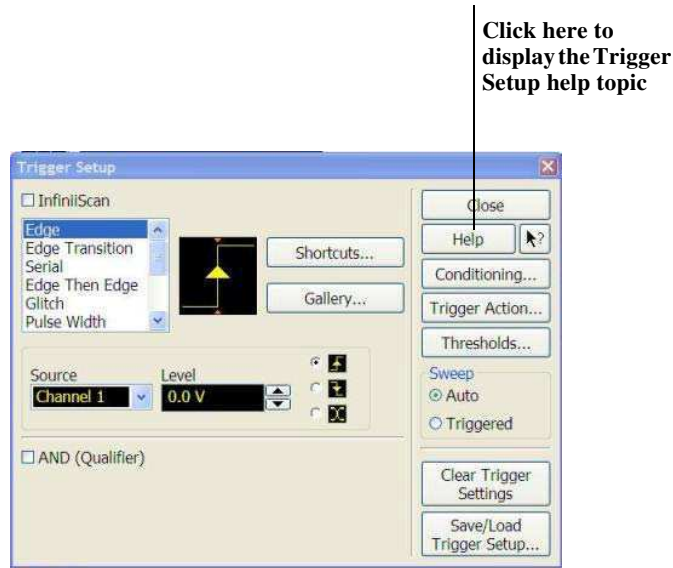 Click here to
display the Trigger
Setup help topic
Trigger Setup
InfiniiScan
Edge
Edge Transition
Serial
Edge Then Edge
Glitch
Pulse Width
Shortcuts...
Gallery...
Source
Level
Channel 1
0.0 V
AND (Qualifier)
Close
Help
?
Conditioning...
Trigger Action...
Thresholds...
Sweep
Auto
Triggered
Clear Trigger
Settings
Save/Load
Trigger Setup...